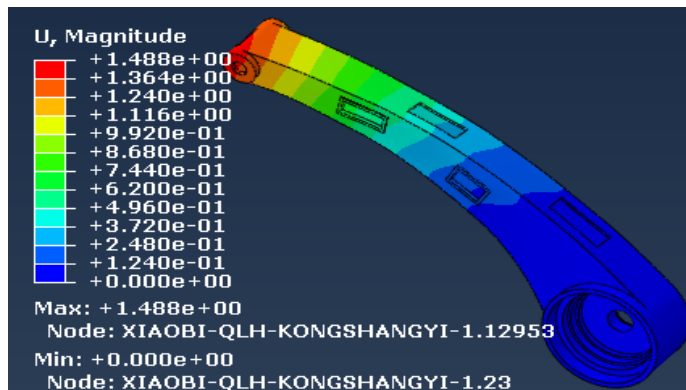 U, Magnitude
+1.488e+00
+1.364e+00
+1.240e+00
+1.116e+00
+9.920e-01
+8.680e-01
+7.440e-01
+6.200e-01
+4.960e-01
+3.720e-01
+2.480e-01
+1.240e-01
+0.000e+00
Max: +1.488e+00
Node: XIAOBI-QLH-KONGSHANGYI-1.12953
Min: +0.000e+00
Node: XIAOBI-QLH-KONGSHANGYI-1.23